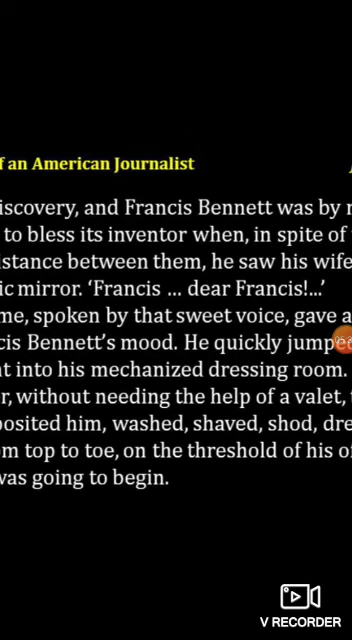 f an American Journalist
iscovery, and Francis Bennett was by
to bless its inventor when, in spite of
istance between them, he saw his wife
ic mirror. ‘Francis ... dear Francis!...’
me, spoken by that sweet voice, gave a
cis Bennett’s mood. He quickly jumped
t into his mechanized dressing room.
r, without needing the help of a valet,
posited him, washed, shaved, shod, dre
om top to toe, on the threshold of his of
was going to begin.
V RECORDER